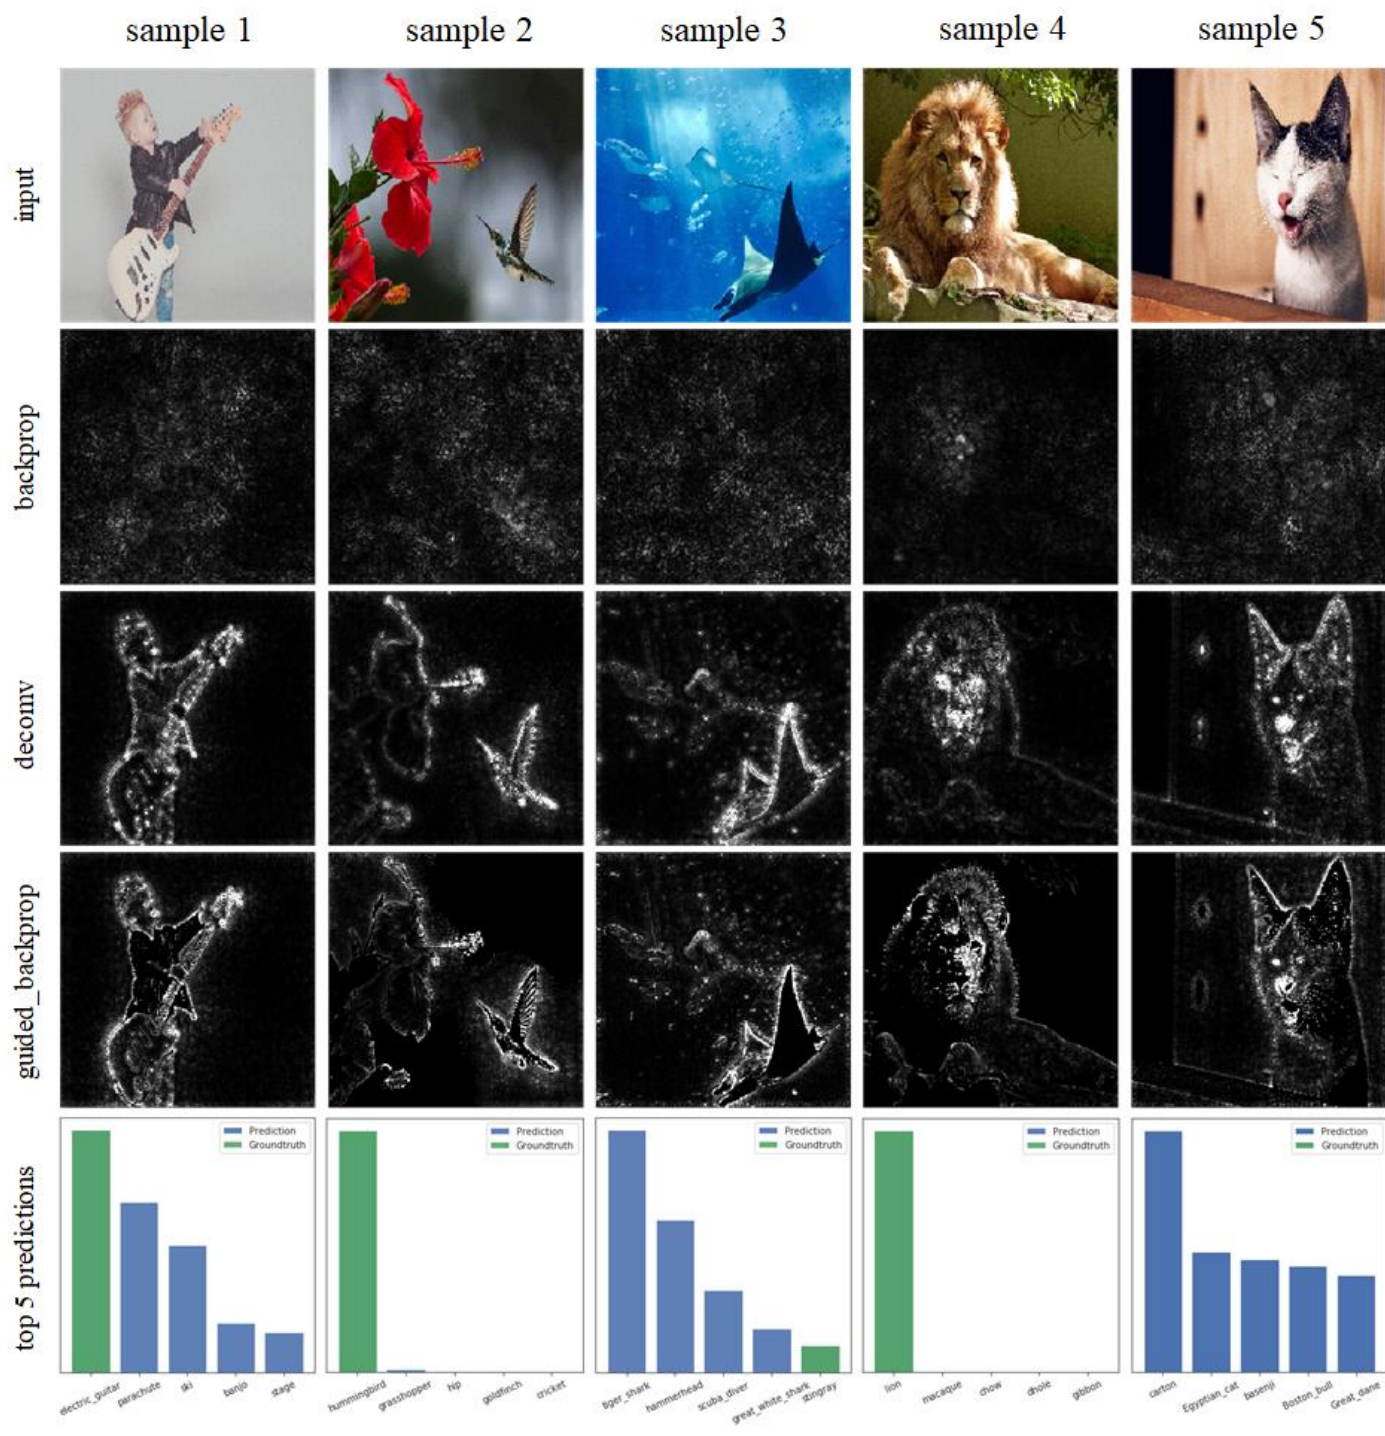 sample 1
sample 2
sample 3
sample 4
sample 5
input
backprop
deconv
guided_backprop
top 5 predictions
Prediction
Groundtruth
electric_guitar
parachute
ski
banjo
stage
Prediction
Groundtruth
hummingbird
grasshopper
hip
goldfinch
cricket
Prediction
Groundtruth
tiger_shark
hammerhead
scuba_diver
great_white_shark
stingray
Prediction
Groundtruth
lion
macaque
chow
dhole
gibbon
Prediction
Groundtruth
carton
Egyptian_cat
basenji
Boston_bull
Great_dane